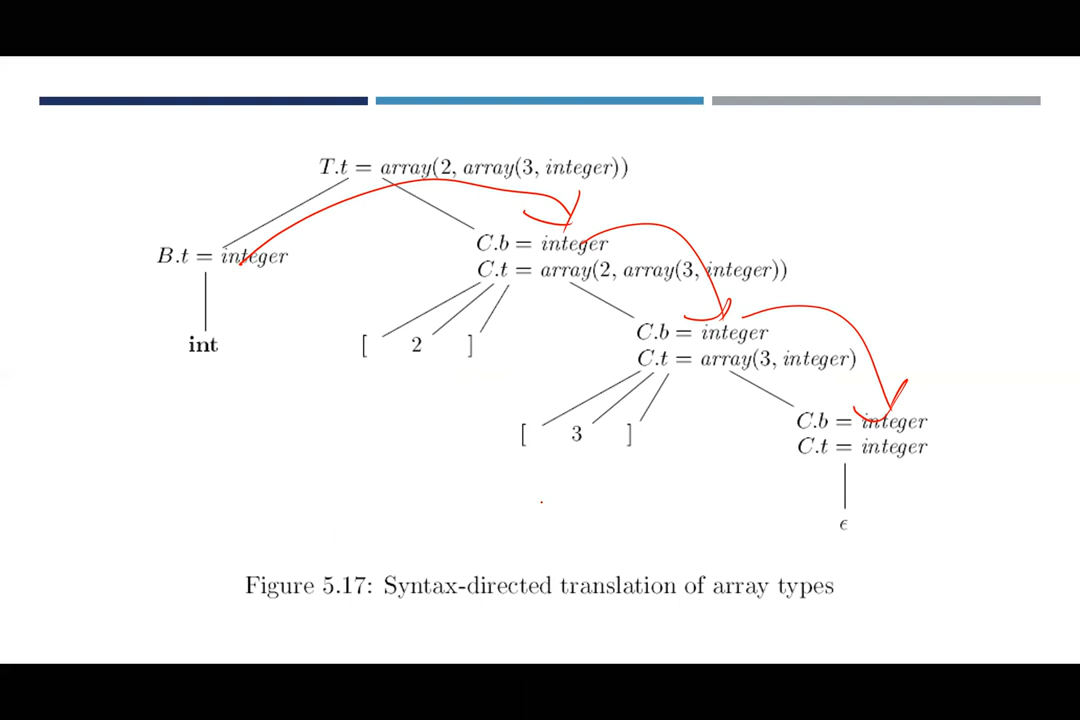 T.t = array(2, array(3, integer))
B.t = integer
C.b = integer
C.t = array(2, array(3, integer))
int
[ 2 ]
C.b = integer
C.t = array(3, integer)
[ 3 ]
C.b = integer
C.t = integer
ϵ
Figure 5.17: Syntax-directed translation of array types